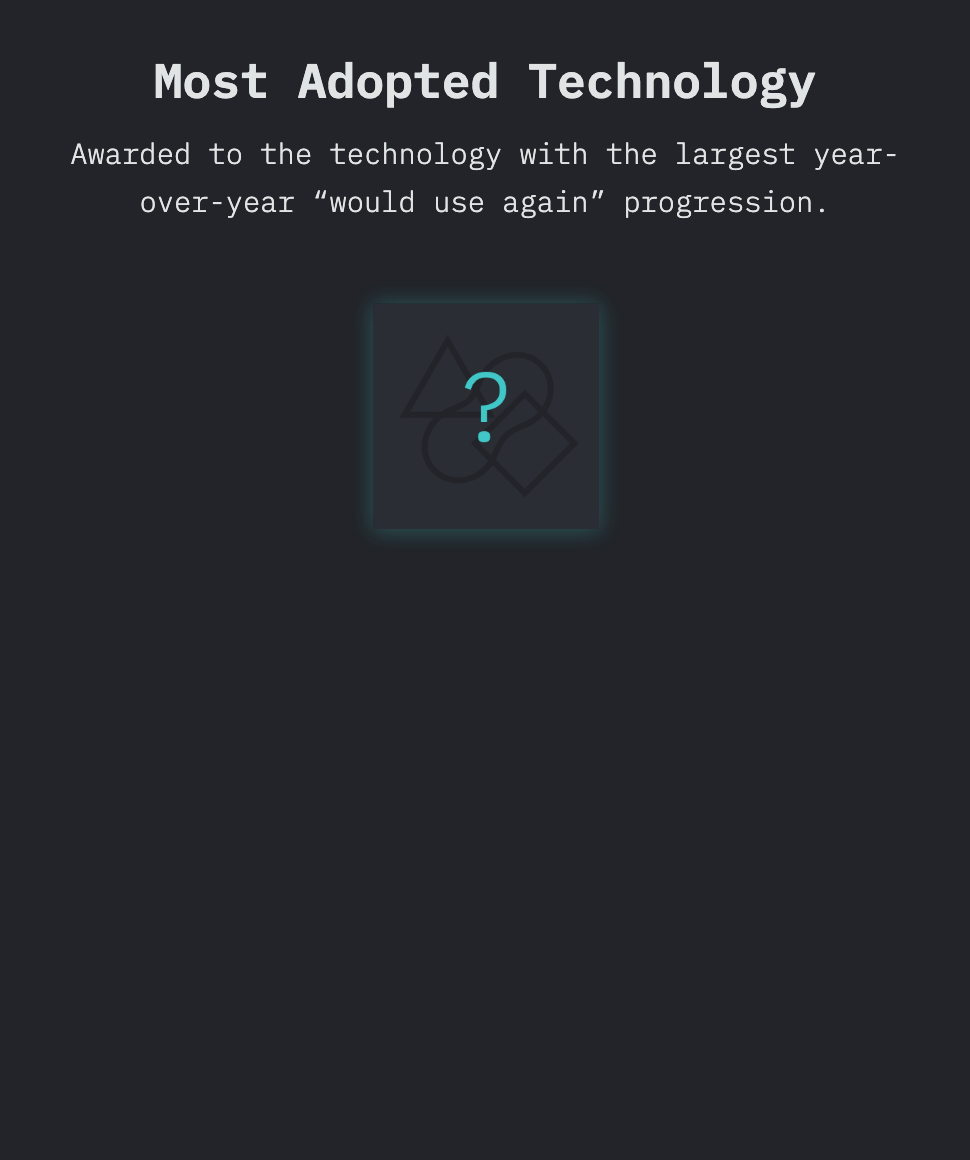 Most Adopted Technology
Awarded to the technology with the largest year-
over-year “would use again” progression.
?